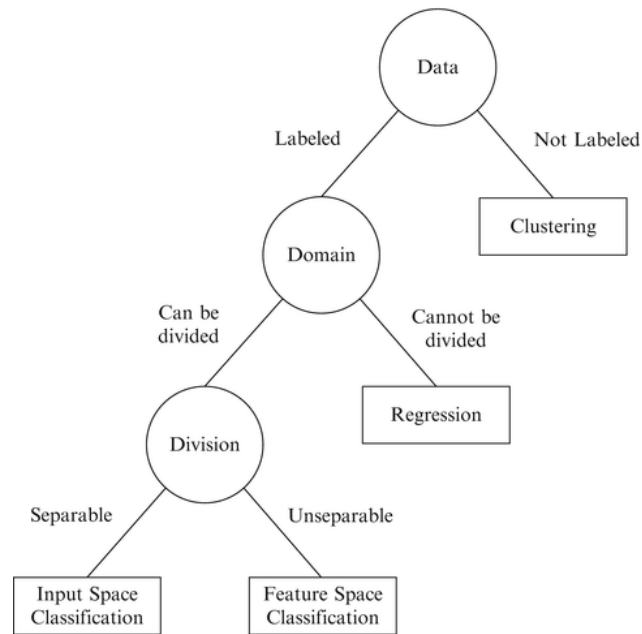 Data
Labeled
Not Labeled
Clustering
Domain
Can be
divided
Cannot be
divided
Regression
Division
Separable
Unseparable
Input Space
Classification
Feature Space
Classification